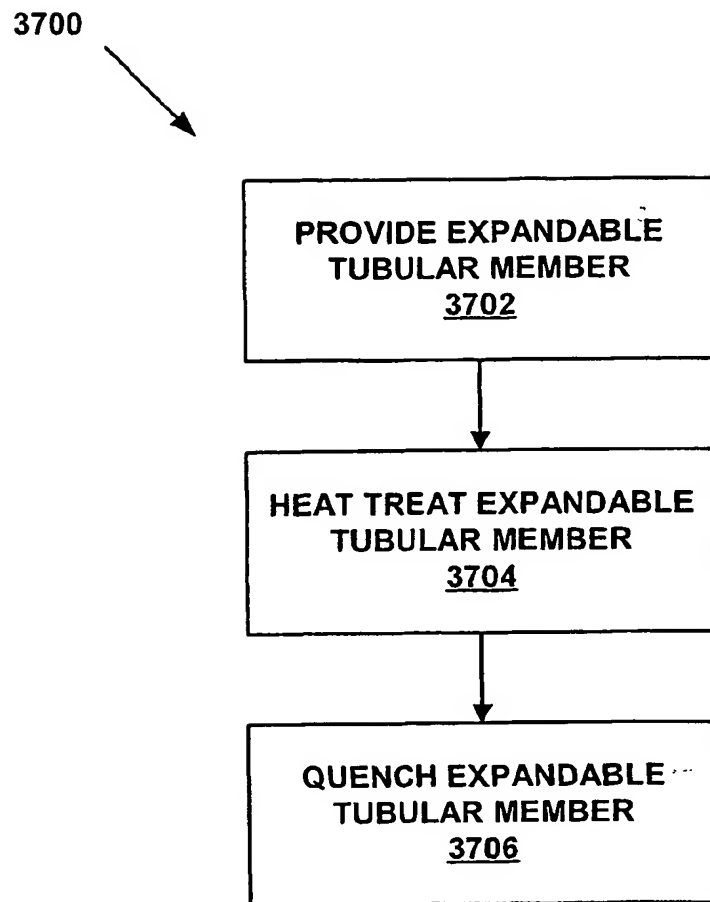 3700
PROVIDE EXPANDABLE
TUBULAR MEMBER
3702
HEAT TREAT EXPANDABLE
TUBULAR MEMBER
3704
QUENCH EXPANDABLE
TUBULAR MEMBER
3706